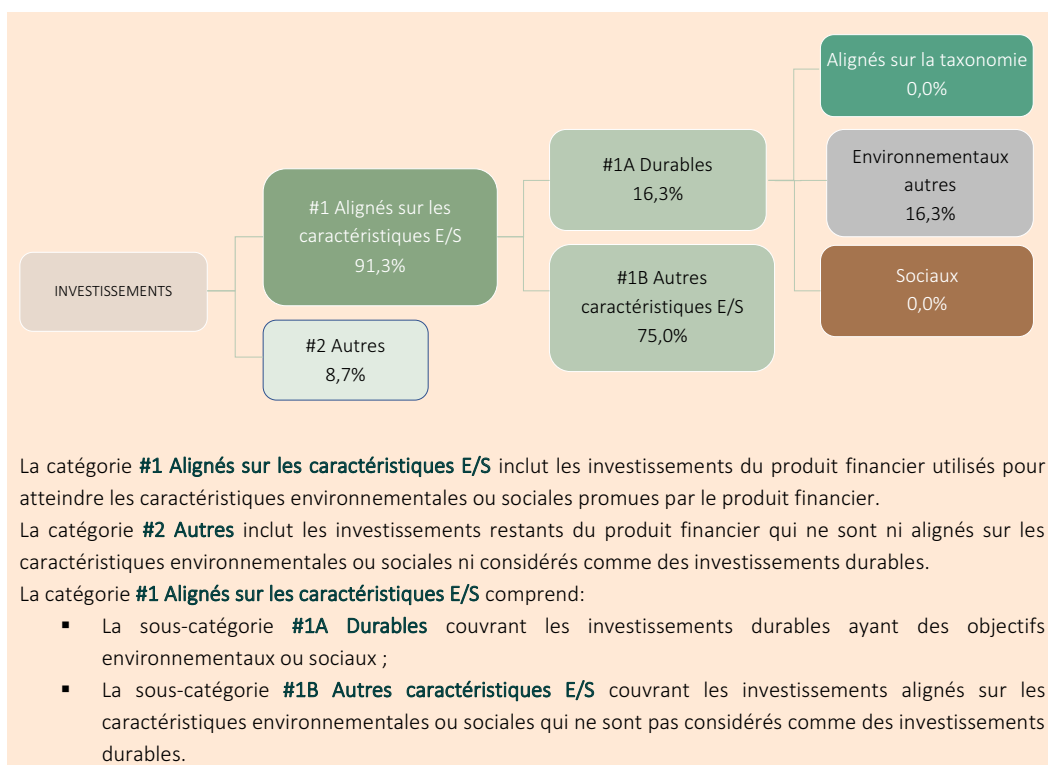 Alignés sur la taxonomie
0,0%
#1A Durables
16,3%
Environnementaux
autres
16,3%
#1 Alignés sur les
caractéristiques E/S
91,3%
INVESTISSEMENTS
#1B Autres
caractéristiques E/S
75,0%
Sociaux
0,0%
#2 Autres
8,7%
La catégorie #1 Alignés sur les caractéristiques E/S inclut les investissements du produit financier utilisés pour
atteindre les caractéristiques environnementales ou sociales promues par le produit financier.
La catégorie #2 Autres inclut les investissements restants du produit financier qui ne sont ni alignés sur les
caractéristiques environnementales ou sociales ni considérés comme des investissements durables.
La catégorie #1 Alignés sur les caractéristiques E/S comprend:
▪ La sous-catégorie #1A Durables couvrant les investissements durables ayant des objectifs
environnementaux ou sociaux ;
▪ La sous-catégorie #1B Autres caractéristiques E/S couvrant les investissements alignés sur les
caractéristiques environnementales ou sociales qui ne sont pas considérés comme des investissements
durables.